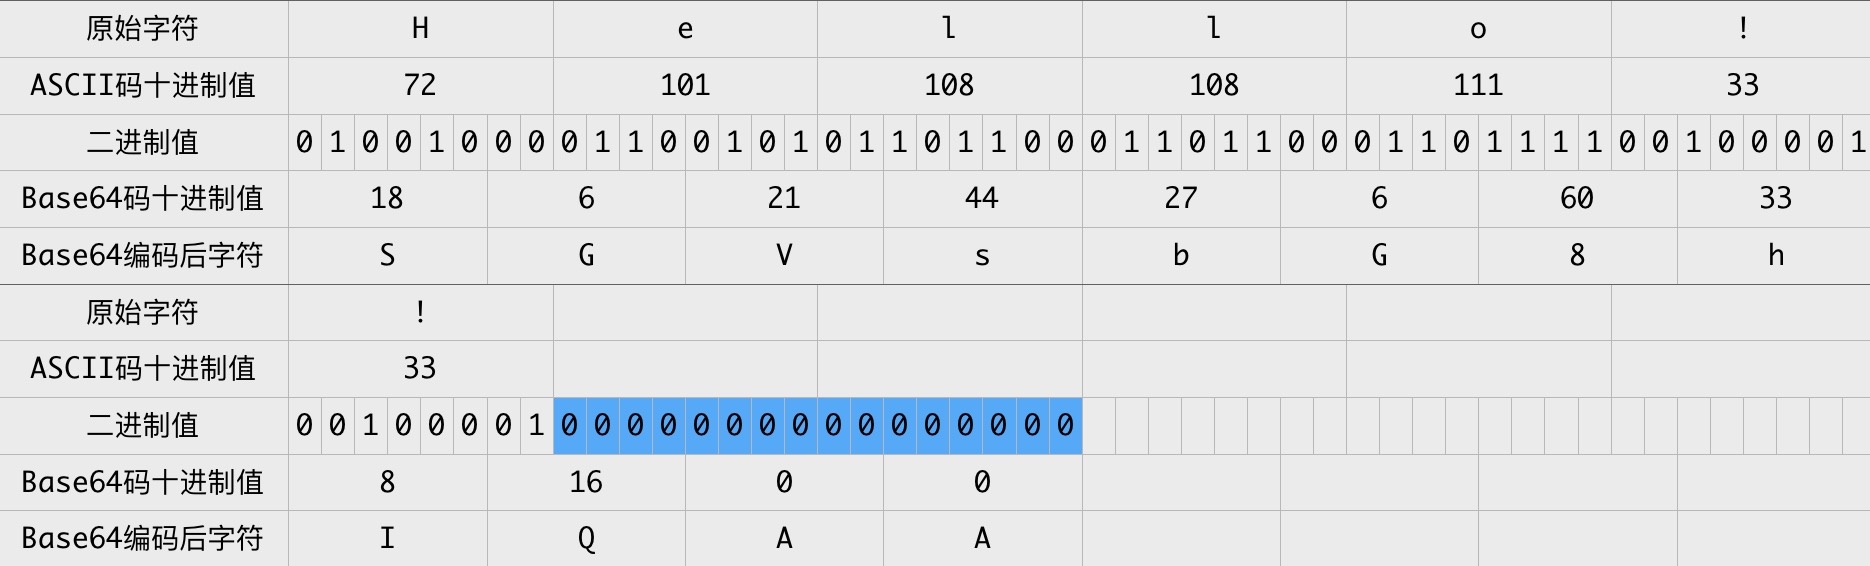 原始字符 H e l l o !
ASCII码十进制值 72 101 108 108 111 33
二进制值 0 1 0 0 1 0 0 0 0 1 1 0 0 1 0 1 0 1 1 0 1 1 0 0 0 1 1 0 1 1 0 0 0 1 1 0 1 1 1 1 0 0 1 0 0 0 0 1
Base64码十进制值 18 6 21 44 27 6 60 33
Base64编码后字符 S G V s b G 8 h
原始字符 !
ASCII码十进制值 33
二进制值 0 0 1 0 0 0 0 1 0 0 0 0 0 0 0 0 0 0 0 0 0 0 0 0
Base64码十进制值 8 16 0 0
Base64编码后字符 I Q A A